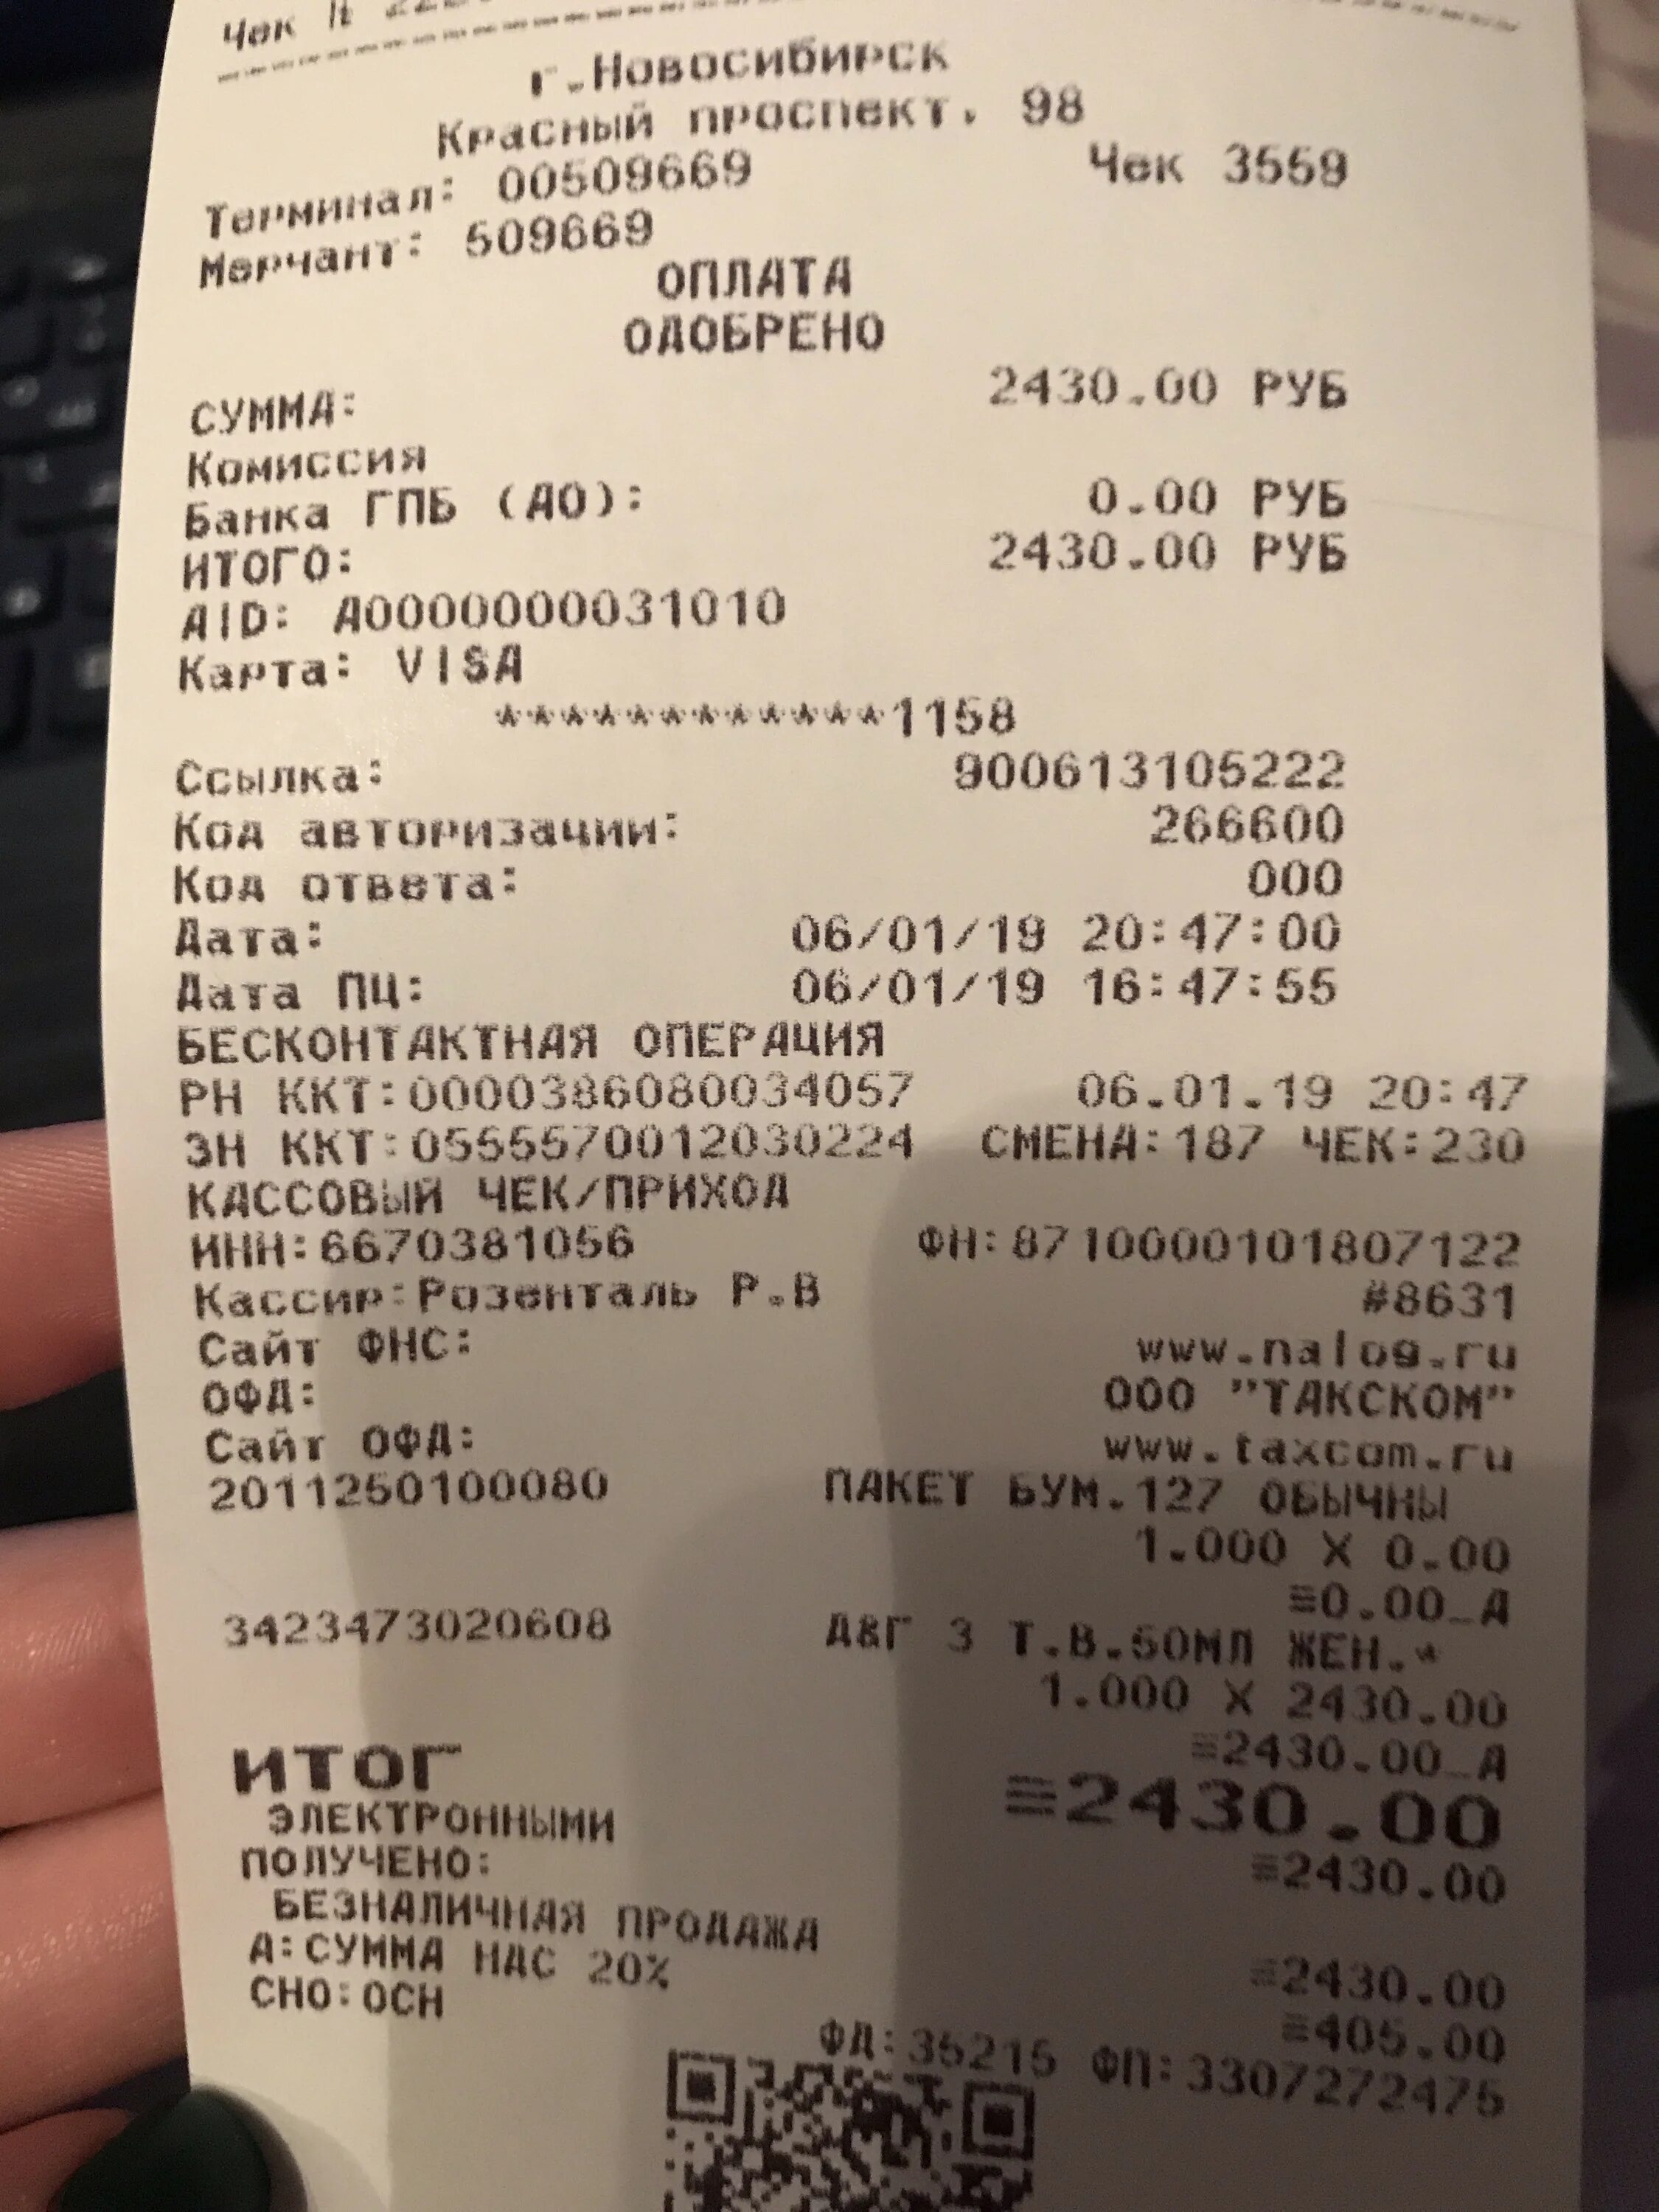 Чек №
г.Новосибирск
Красный проспект. 98
Терминал: 00509669 Чек 3559
Мерчант: 509669
ОПЛАТА
ОДОБРЕНО
СУММА: 2430.00 РУБ
Комиссия
Банка ГПБ (АО): 0.00 РУБ
ИТОГО: 2430.00 РУБ
AID: A0000000031010
Карта: VISA
************1158
Ссылка: 900613105222
Код авторизации: 266600
Код ответа: 000
Дата: 06/01/19 20:47:00
Дата ПЦ: 06/01/19 16:47:55
БЕСКОНТАКТНАЯ ОПЕРАЦИЯ
РН ККТ:0000386080034057 06.01.19 20:47
ЗН ККТ:0555570012030224 СМЕНА:187 ЧЕК:230
КАССОВЫЙ ЧЕК/ПРИХОД
ИНН:6670381056 ФН:8710000101807122
Кассир:Розенталь Р.В #8631
Сайт ФНС: www.nalog.ru
ОФД: ООО "ТАКСКОМ"
Сайт ОФД: www.taxcom.ru
2011250100080 ПАКЕТ БУМ.127 ОБЫЧНЫ
1.000 X 0.00
≡0.00_А
3423473020608 Д&Г 3 Т.В.50МЛ ЖЕН.*
1.000 X 2430.00
≡2430.00_А
ИТОГ ≡2430.00
ЭЛЕКТРОННЫМИ ≡2430.00
ПОЛУЧЕНО:
БЕЗНАЛИЧНАЯ ПРОДАЖА ≡2430.00
А:СУММА НДС 20% ≡405.00
СНО:ОСН
ФД:35215 ФП:3307272475